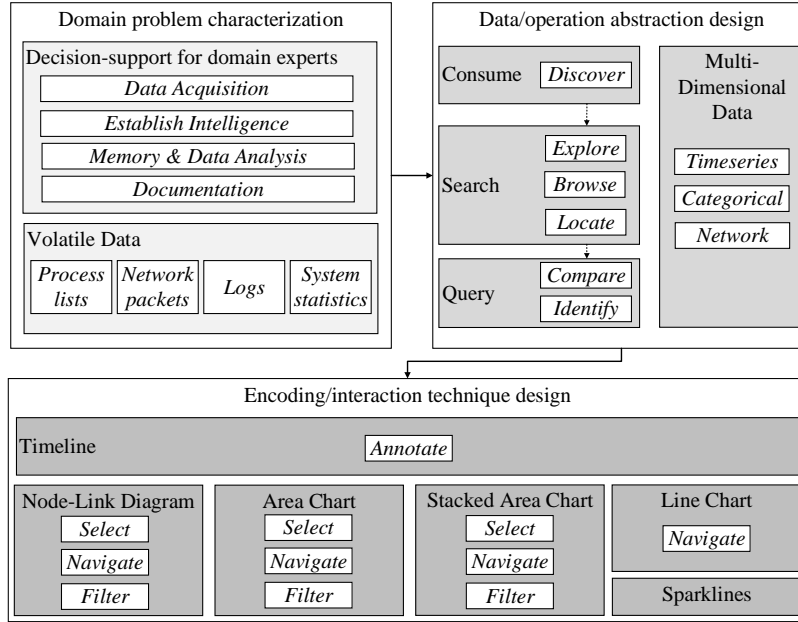 Domain problem characterization
Decision-support for domain experts
Data Acquisition
Establish Intelligence
Memory & Data Analysis
Documentation
Volatile Data
Process
lists
Network
packets
Logs
System
statistics
Data/operation abstraction design
Consume
Discover
Search
Explore
Browse
Locate
Query
Compare
Identify
Multi-
Dimensional
Data
Timeseries
Categorical
Network
Encoding/interaction technique design
Timeline
Annotate
Node-Link Diagram
Select
Navigate
Filter
Area Chart
Select
Navigate
Filter
Stacked Area Chart
Select
Navigate
Filter
Line Chart
Navigate
Sparklines